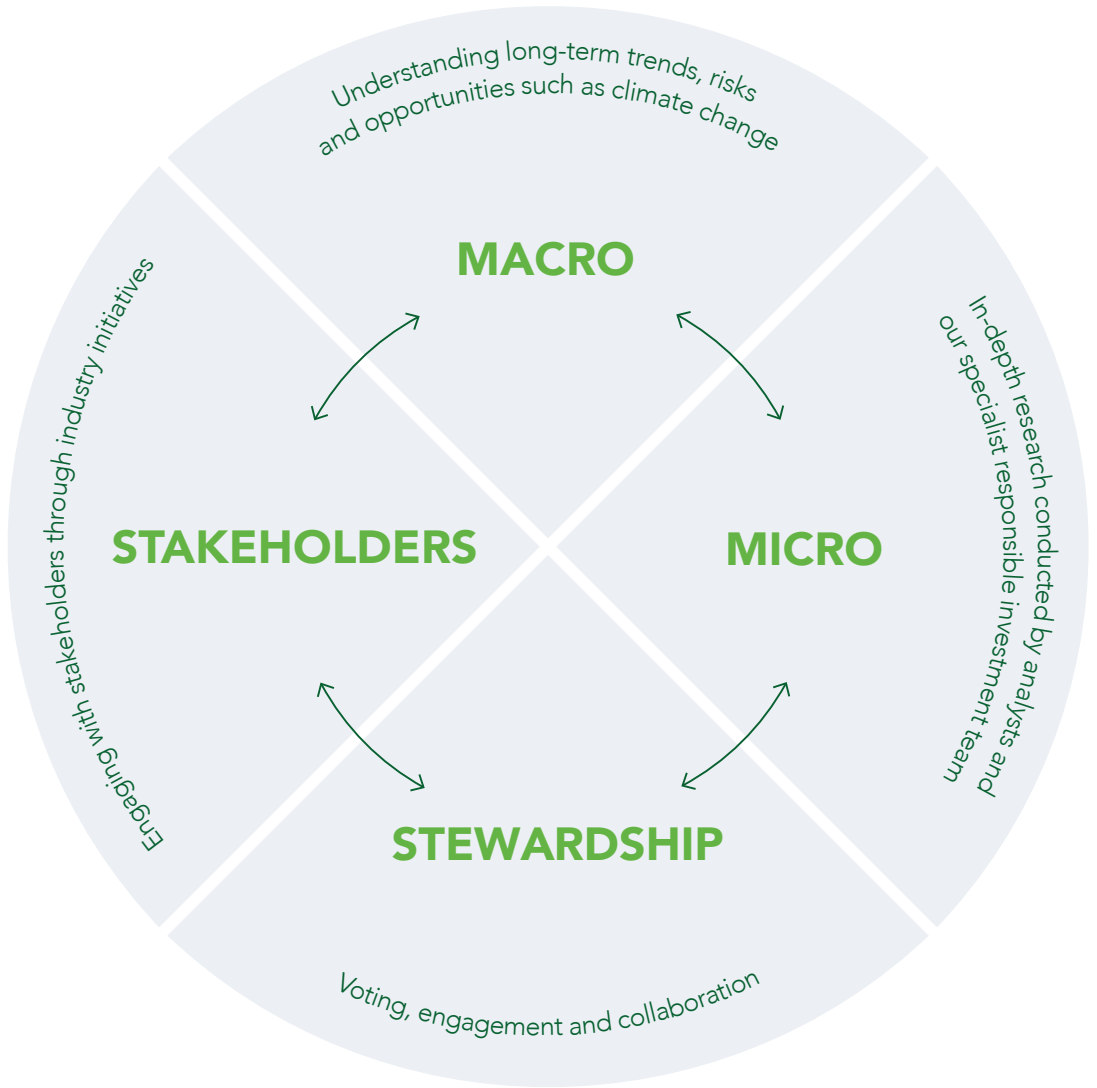 Understanding long-term trends, risks
and opportunities such as climate change
MACRO
In-depth research conducted by analysts and
our specialist responsible investment team
MICRO
STEWARDSHIP
Voting, engagement and collaboration
STAKEHOLDERS
Engaging with stakeholders through industry initiatives